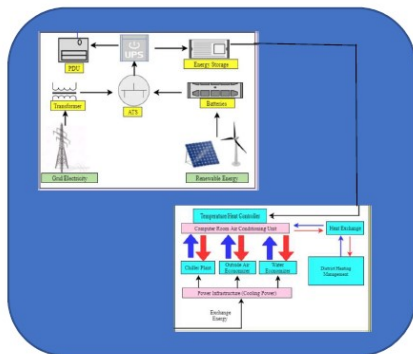 UPS
PDU
Energy Storage
Transformer
ATS
Batteries
Grid Electricity
Renewable Energy
Temperature/Heat Controller
Computer Room Air Conditioning Unit
Heat Exchange
Chiller Plant
Outside Air
Economizer
Water
Economizer
District Heating
Management
Power Infrastructure (Cooling Power)
Exchange
Energy